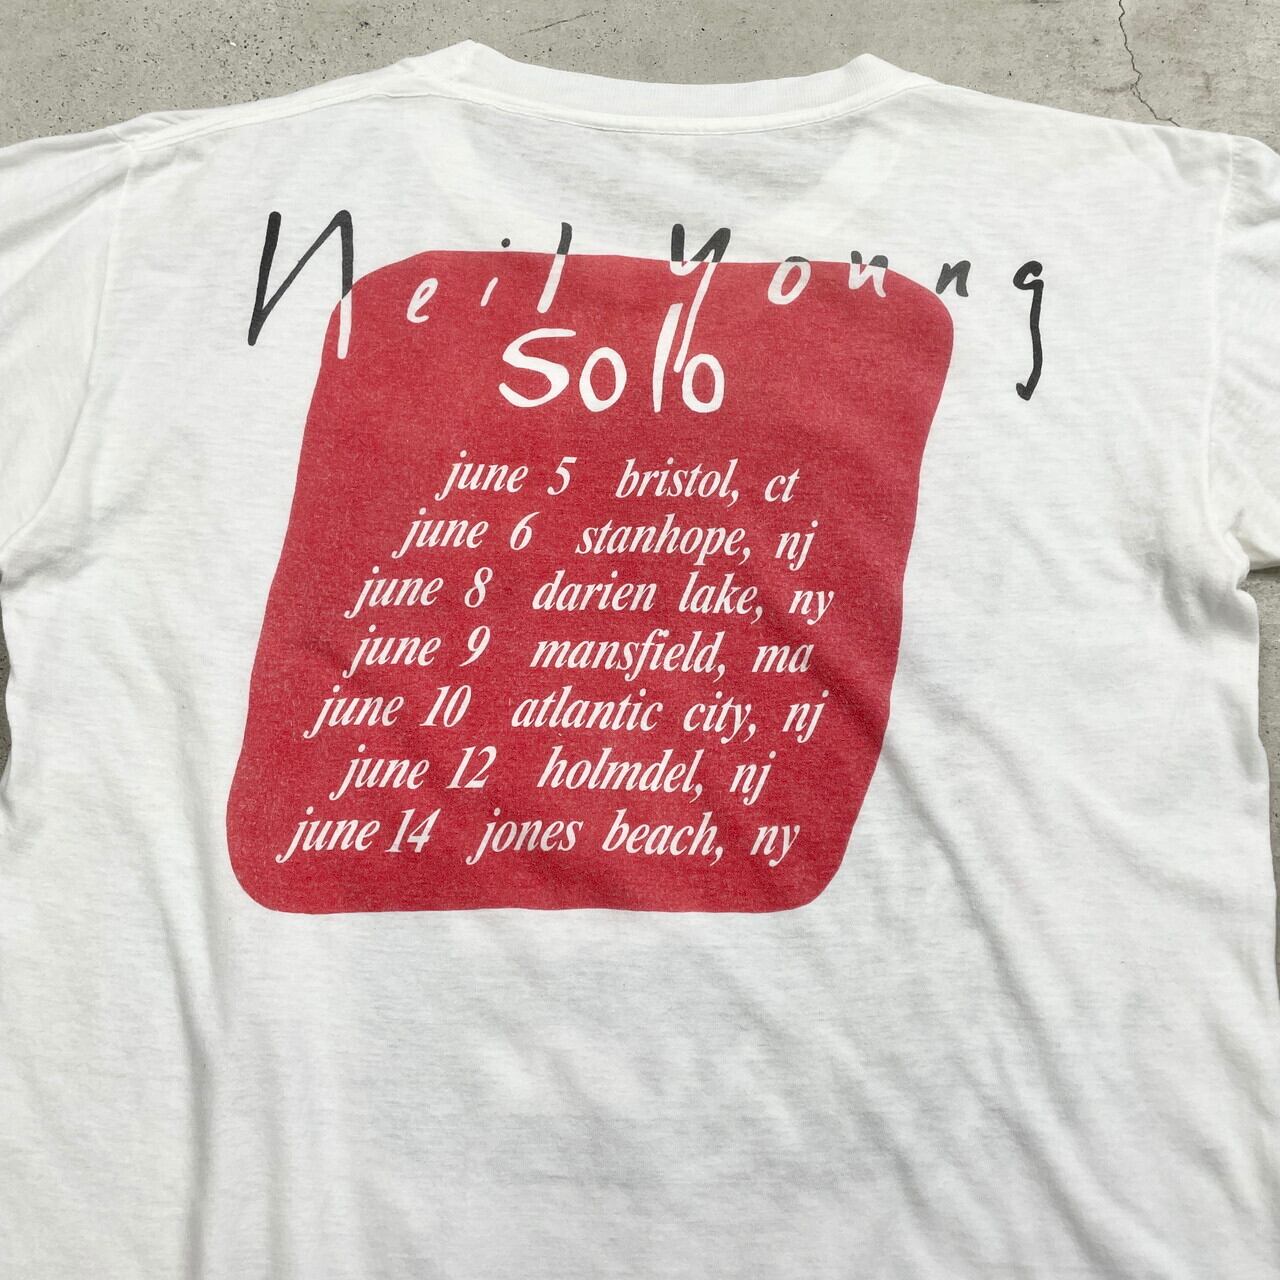 Neil Young
Solo
june 5 bristol, ct
june 6 stanhope, nj
june 8 darien lake, ny
june 9 mansfield, ma
june 10 atlantic city, nj
june 12 holmdel, nj
june 14 jones beach, ny